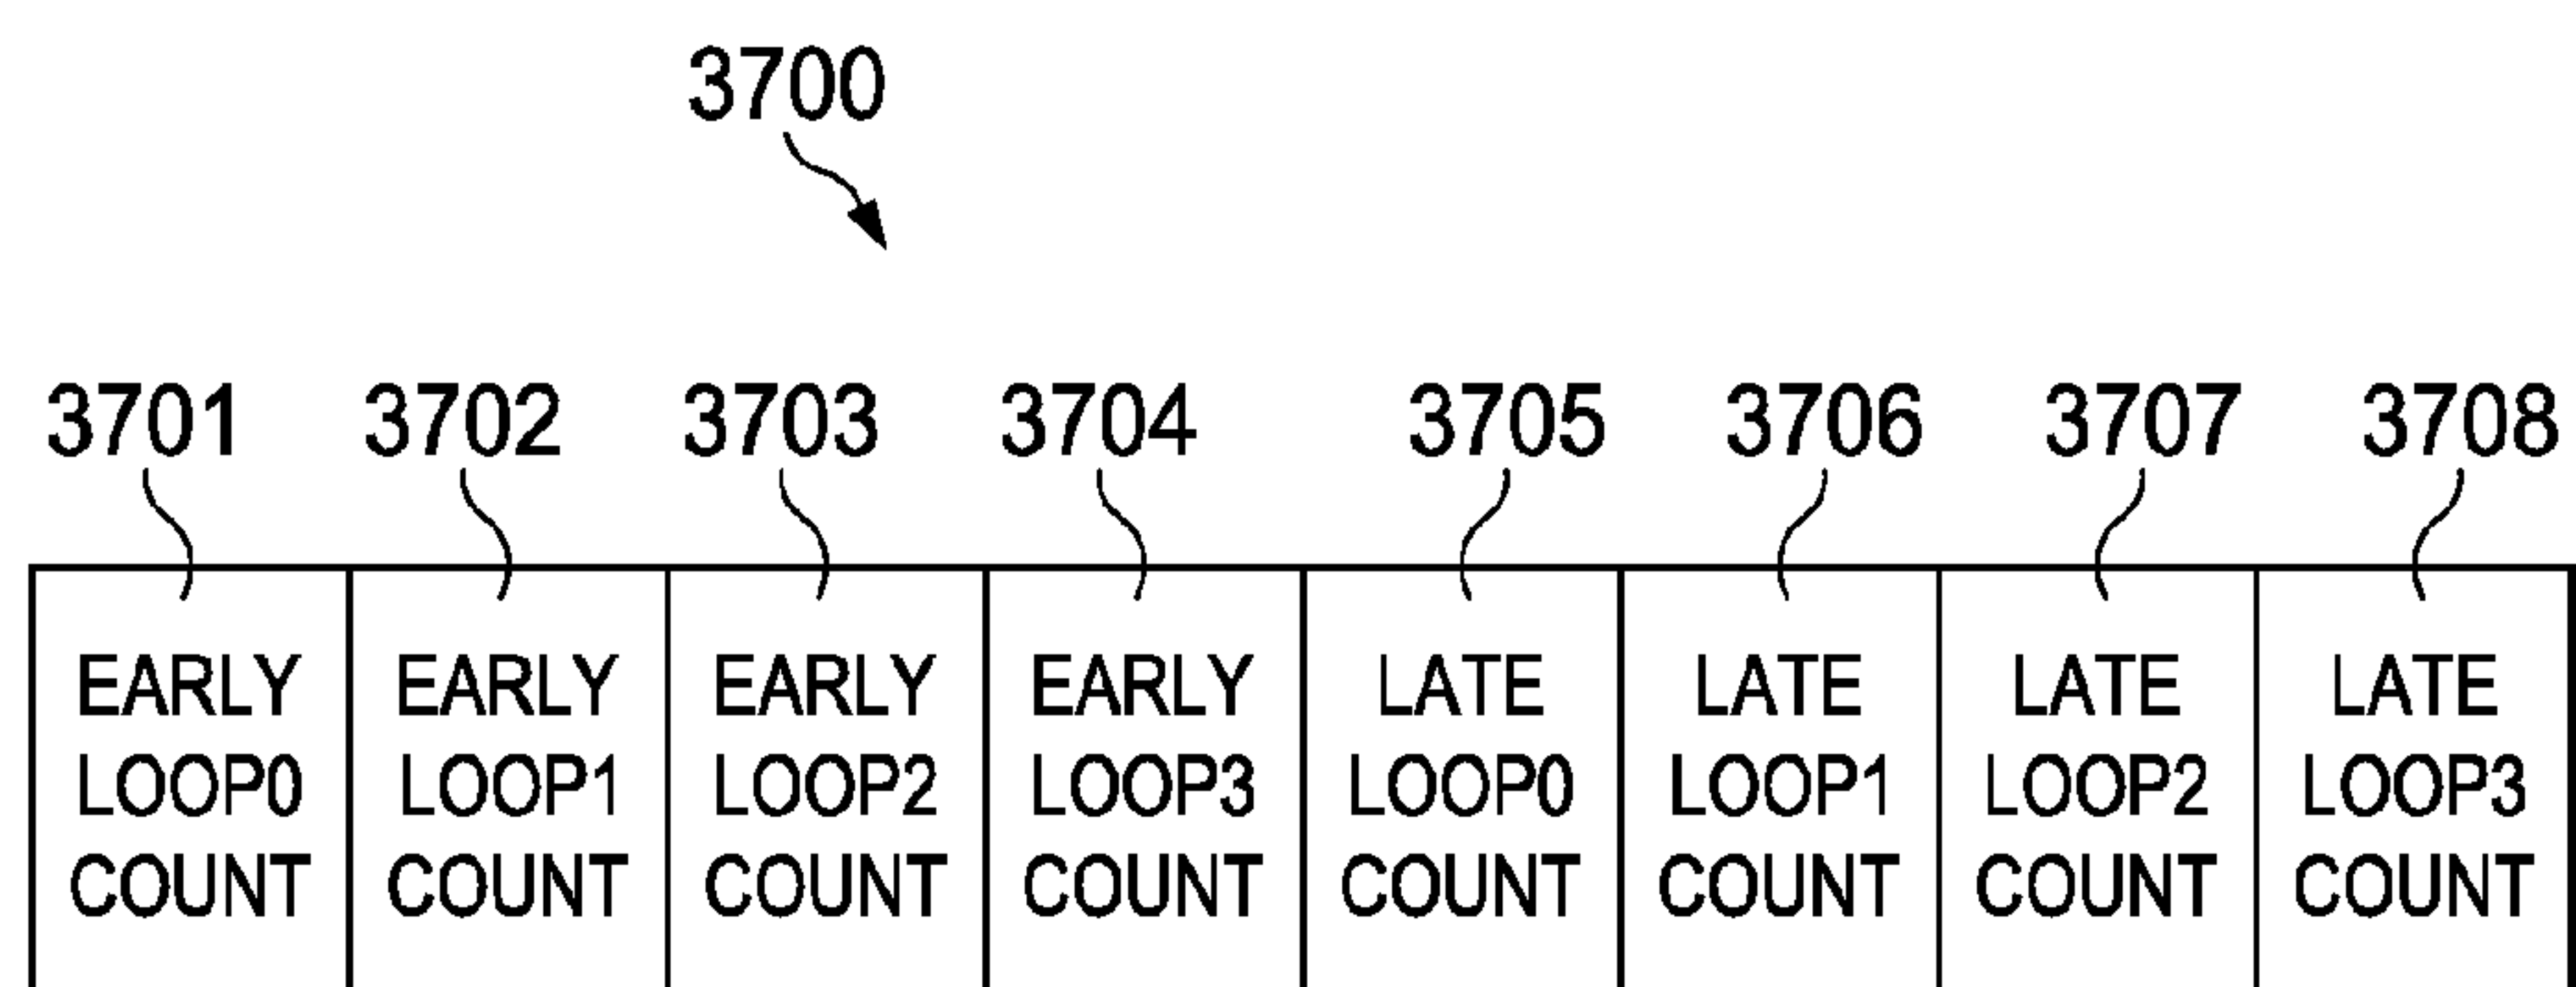 3700
3701 3702 3703 3704 3705 3706 3707 3708
EARLY EARLY EARLY EARLY LATE LATE LATE LATE
LOOP0 LOOP1 LOOP2 LOOP3 LOOP0 LOOP1 LOOP2 LOOP3
COUNT COUNT COUNT COUNT COUNT COUNT COUNT COUNT